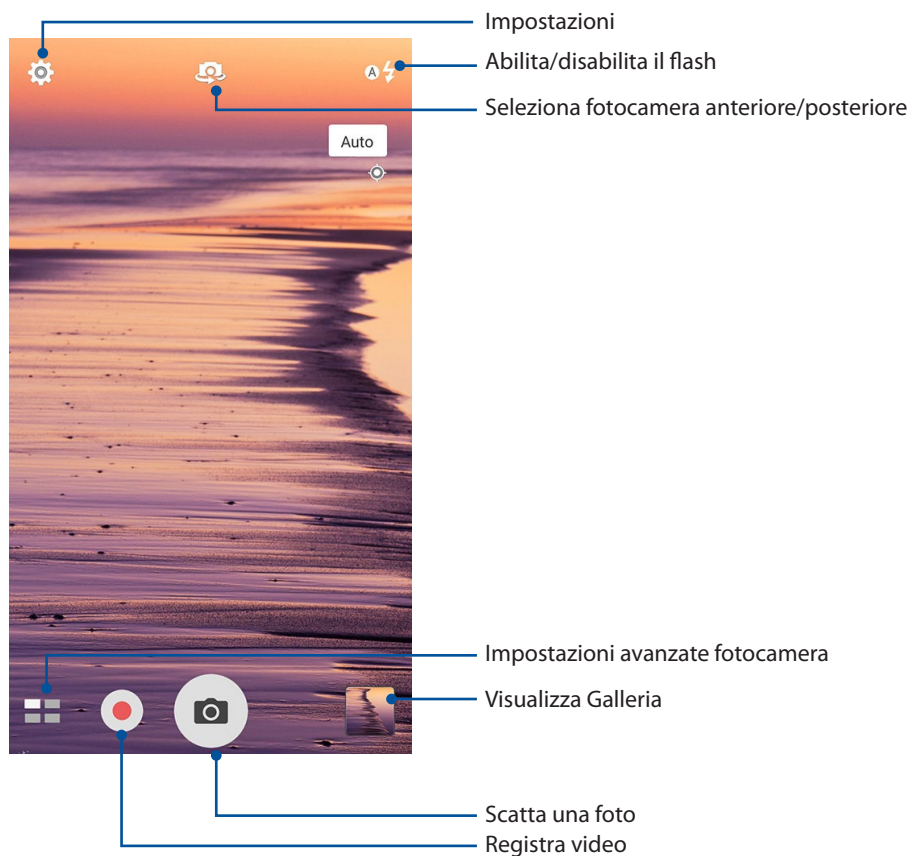 Impostazioni
Abilita/disabilita il flash
Seleziona fotocamera anteriore/posteriore
A
Auto
Impostazioni avanzate fotocamera
Visualizza Galleria
Scatta una foto
Registra video